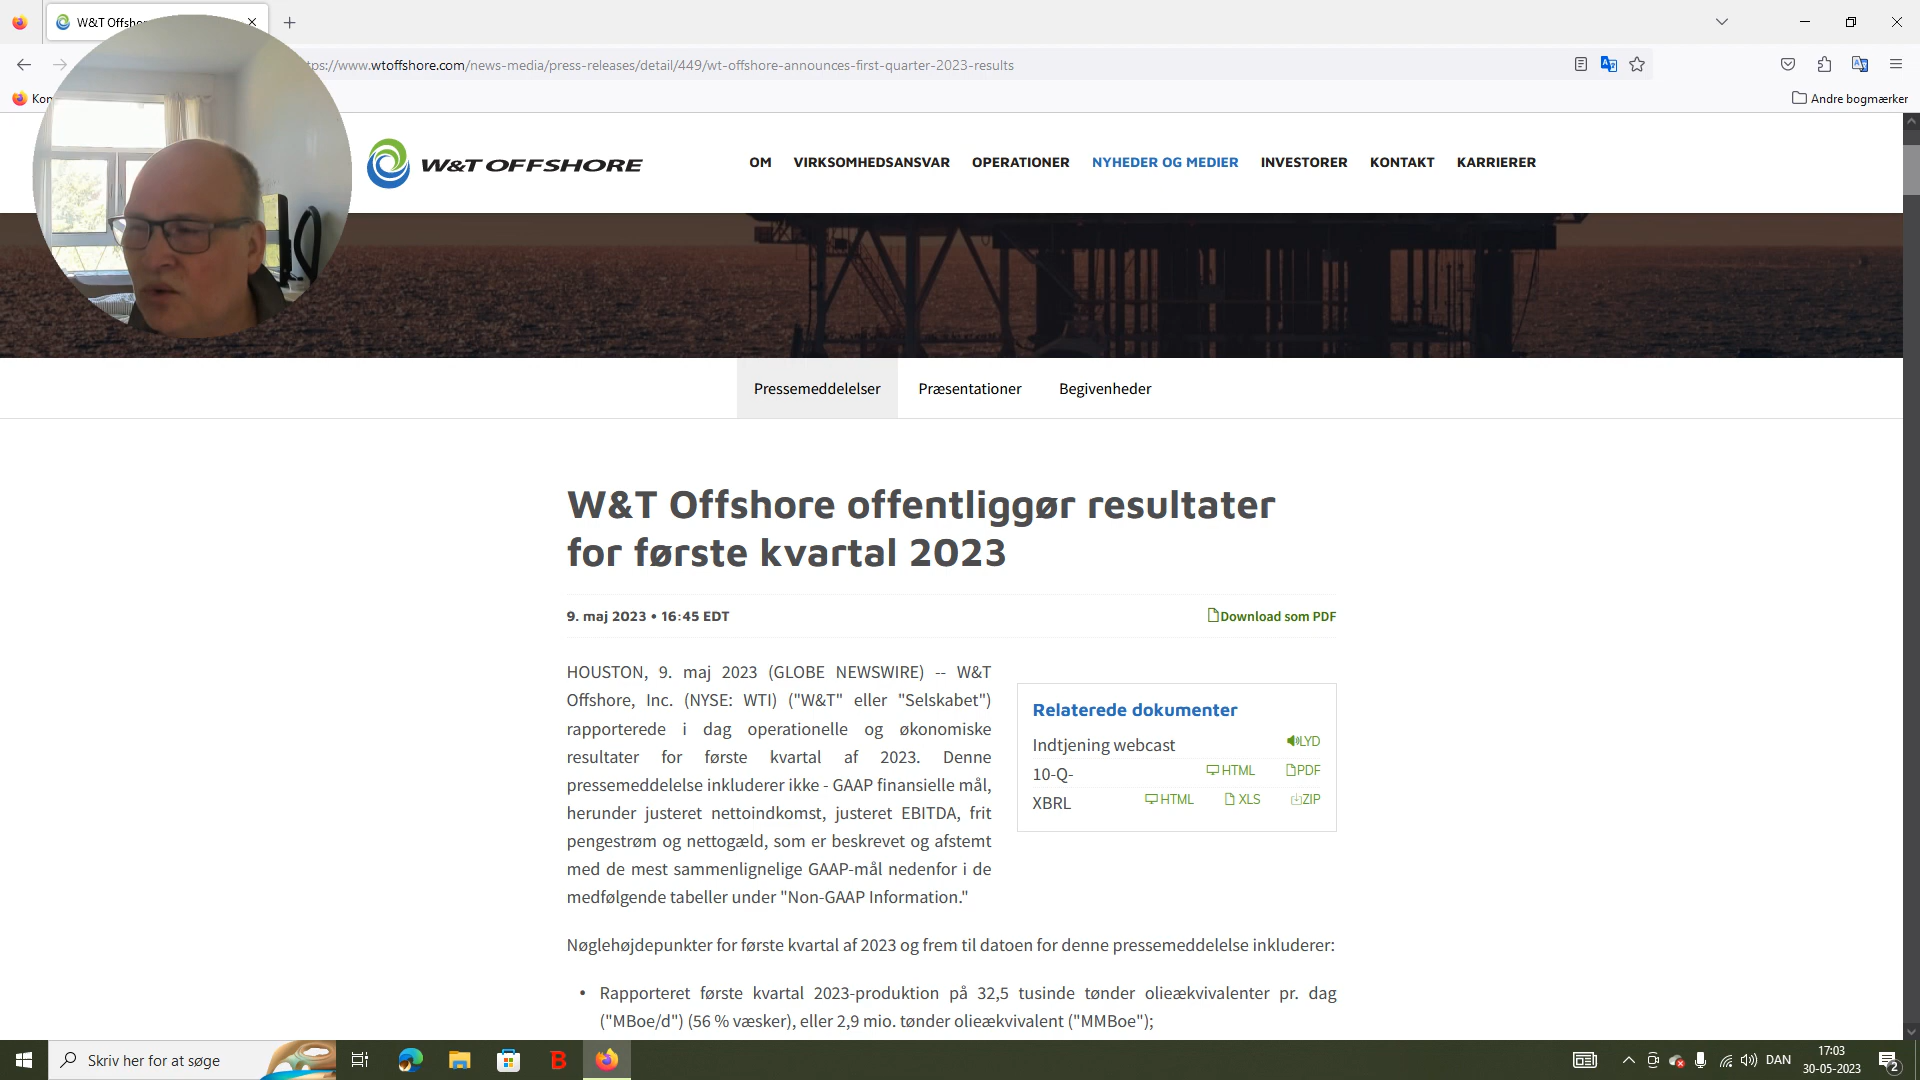 W&T Offsho
https://www.wtoffshore.com/news-media/press-releases/detail/449/wt-offshore-announces-first-quarter-2023-results
Andre bogmærker
W&T OFFSHORE
OM VIRKSOMHEDSANSVAR OPERATIONER NYHEDER OG MEDIER INVESTORER KONTAKT KARRIERER
Pressemeddelelser Præsentationer Begivenheder
W&T Offshore offentliggør resultater
for første kvartal 2023
9. maj 2023 • 16:45 EDT
Download som PDF
HOUSTON, 9. maj 2023 (GLOBE NEWSWIRE) -- W&T
Offshore, Inc. (NYSE: WTI) ("W&T" eller "Selskabet")
rapporterede i dag operationelle og økonomiske
resultater for første kvartal af 2023. Denne
pressemeddelelse inkluderer ikke - GAAP finansielle mål,
herunder justeret nettoindkomst, justeret EBITDA, frit
pengestrøm og nettogæld, som er beskrevet og afstemt
med de mest sammenlignelige GAAP-mål nedenfor i de
medfølgende tabeller under "Non-GAAP Information."
Relaterede dokumenter
Indtjening webcast LYD
10-Q- HTML PDF
XBRL HTML XLS ZIP
Nøglehøjdepunkter for første kvartal af 2023 og frem til datoen for denne pressemeddelelse inkluderer:
• Rapporteret første kvartal 2023-produktion på 32,5 tusinde tønder olieækvivalenter pr. dag
("MBoe/d") (56 % væsker), eller 2,9 mio. tønder olieækvivalent ("MMBoe");
Skriv her for at søge
B
DAN
17:03
30-05-2023
2